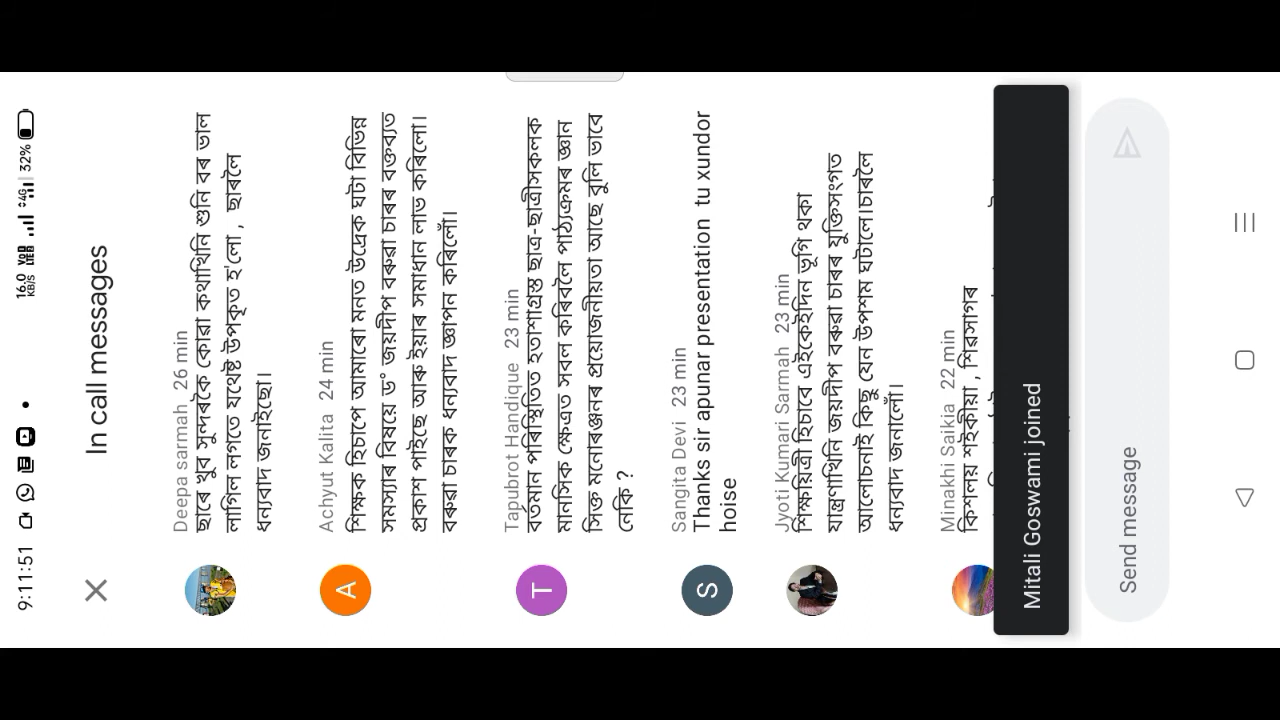 9:11:51
16.0 KB/S
VoD LTE
4G
32%
In call messages
Deepa sarmah 26 min
ছাৰে খুব সুন্দৰকৈ কোৱা কথাখিনি শুনি বৰ ভাল
লাগিল লগতে যথেষ্ট উপকৃত হ'লো , ছাৰলৈ
ধন্যবাদ জনাইছো।
A
Achyut Kalita 24 min
শিক্ষক হিচাপে আমাৰো মনত উদ্ৰেক ঘটা বিভিন্ন
সমস্যাৰ বিষয়ে ড° জয়দীপ বৰুৱা চাৰৰ বক্তব্যত
প্ৰকাশ পাইছে আৰু ইয়াৰ সমাধান লাভ কৰিলো।
বৰুৱা চাৰক ধন্যবাদ জ্ঞাপন কৰিলোঁ।
T
Tapubrot Handique 23 min
বৰ্তমান পৰিস্থিতিত হতাশাগ্ৰস্ত ছাত্ৰ-ছাত্ৰীসকলক
মানসিক ক্ষেত্ৰত সবল কৰিবলৈ পাঠ্যক্ৰমৰ জ্ঞান
সিক্ত মনোৰঞ্জনৰ প্ৰয়োজনীয়তা আছে বুলি ভাবে
নেকি ?
S
Sangita Devi 23 min
Thanks sir apunar presentation tu xundor
hoise
Jyoti Kumari Sarmah 23 min
শিক্ষয়িত্ৰী হিচাবে এইকেইদিন ভূগি থকা
যান্ত্ৰণাখিনি জয়দীপ বৰুৱা চাৰৰ যুক্তিসংগত
আলোচনাই কিছু যেন উপশম ঘটালে।চাৰলৈ
ধন্যবাদ জনালোঁ।
Minakhi Saikia 22 min
কিশলয় শইকীয়া , শিৱসাগৰ
Mitali Goswami joined
Send message